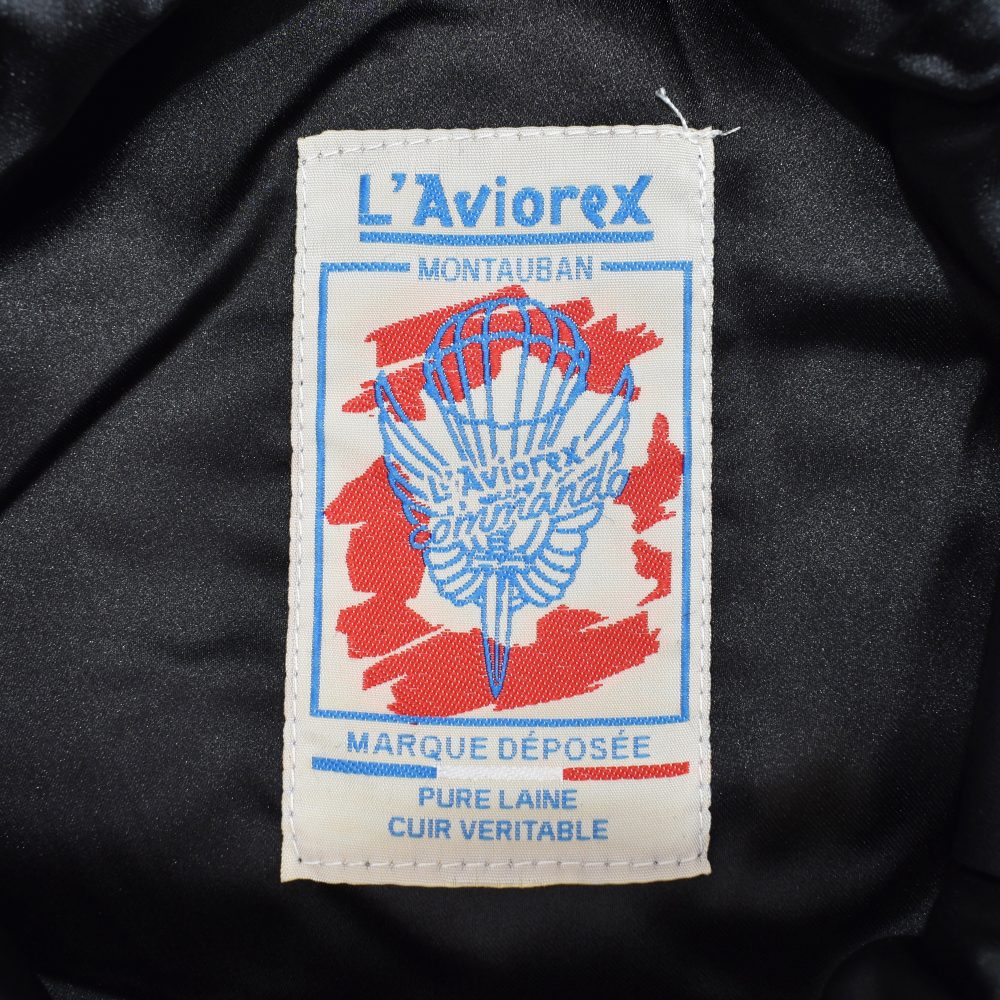 L'Aviorex
MONTAUBAN
L'Aviorex
Commando
MARQUE DÉPOSÉE
PURE LAINE
CUIR VERITABLE